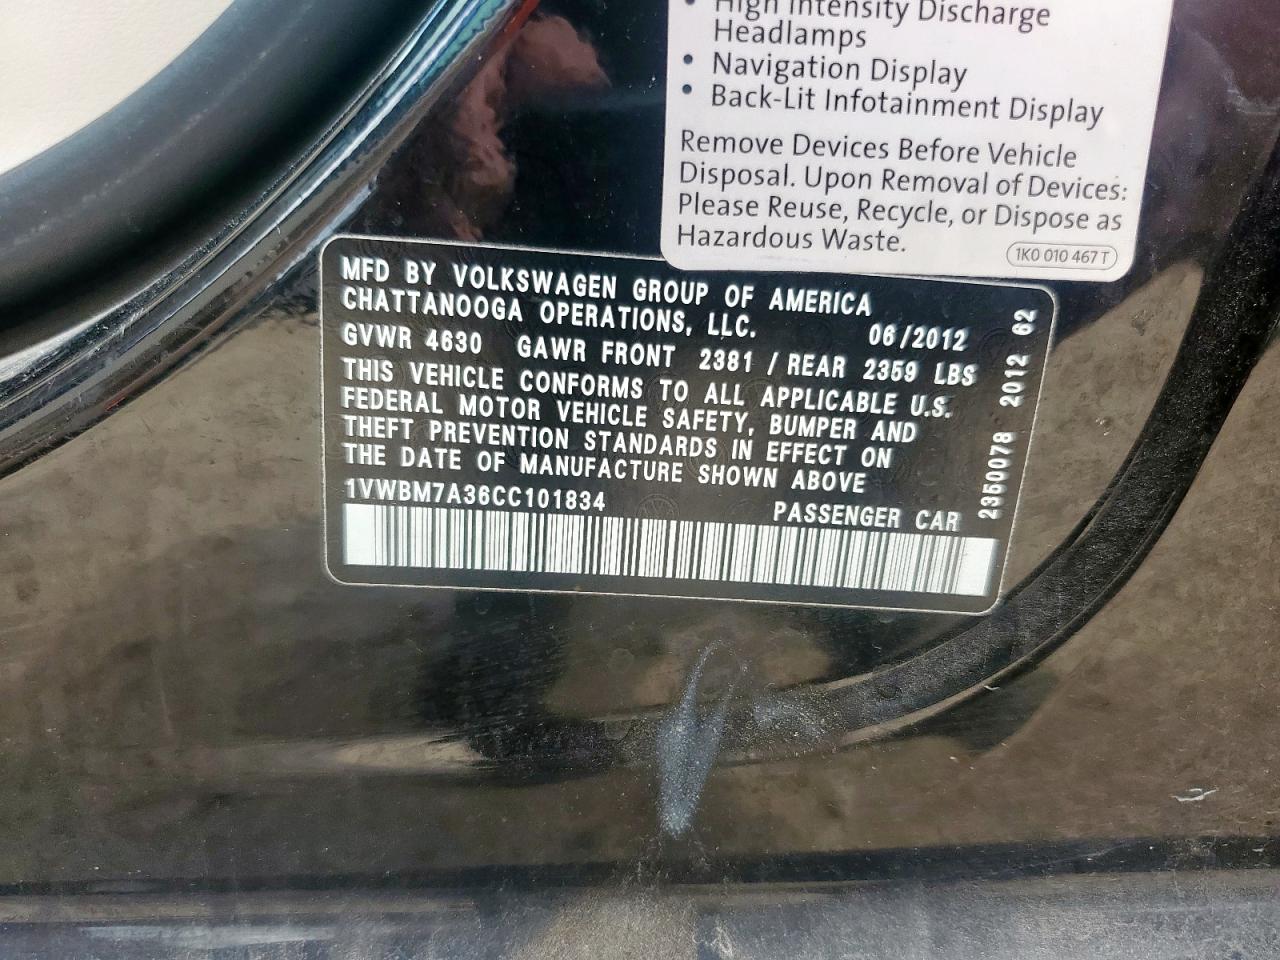 • High Intensity Discharge
Headlamps
• Navigation Display
• Back-Lit Infotainment Display
Remove Devices Before Vehicle
Disposal. Upon Removal of Devices:
Please Reuse, Recycle, or Dispose as
Hazardous Waste.
1K0 010 467 T
MFD BY VOLKSWAGEN GROUP OF AMERICA
CHATTANOOGA OPERATIONS, LLC. 06/2012
GVWR 4630 GAWR FRONT 2381 / REAR 2359 LBS
THIS VEHICLE CONFORMS TO ALL APPLICABLE U.S.
FEDERAL MOTOR VEHICLE SAFETY, BUMPER AND
THEFT PREVENTION STANDARDS IN EFFECT ON
THE DATE OF MANUFACTURE SHOWN ABOVE
1VWBM7A36CC101834 PASSENGER CAR
2350078 2012 62